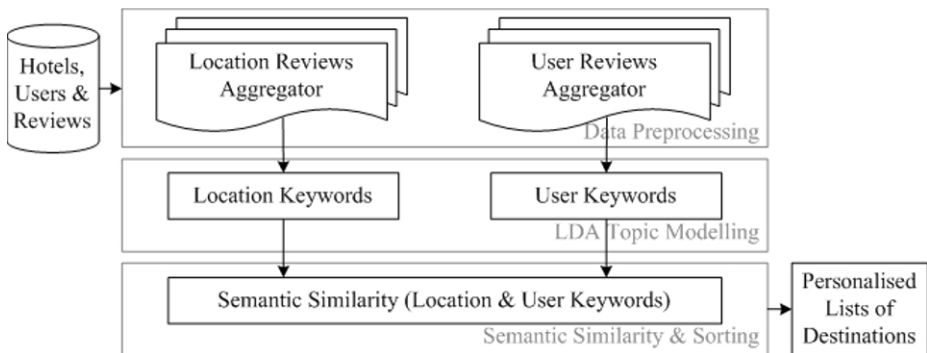 Hotels,
Users &
Reviews
Location Reviews
Aggregator
User Reviews
Aggregator
Data Preprocessing
Location Keywords
User Keywords
LDA Topic Modelling
Semantic Similarity (Location & User Keywords)
Semantic Similarity & Sorting
Personalised
Lists of
Destinations